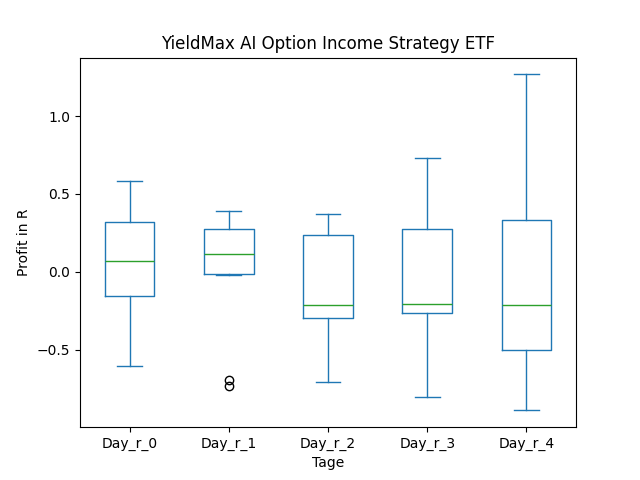 YieldMax AI Option Income Strategy ETF
Profit in R
1.0
0.5
0.0
−0.5
Day_r_0 Day_r_1 Day_r_2 Day_r_3 Day_r_4
Tage